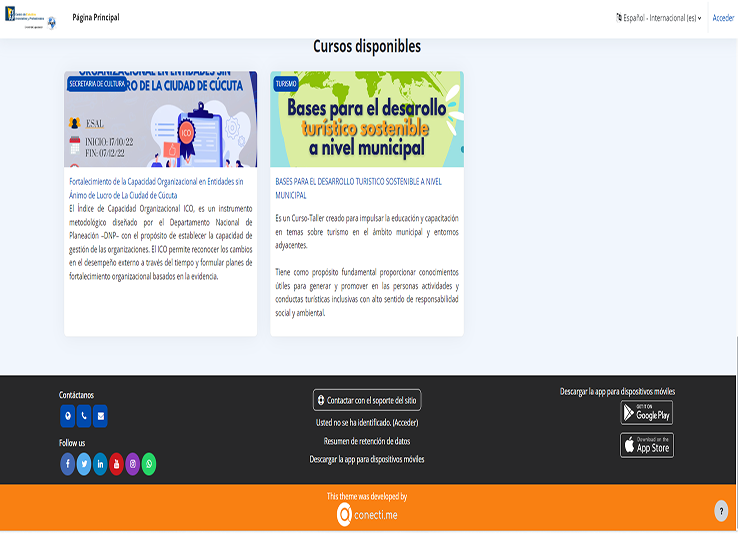 Página Principal
Español - Internacional (es)
Acceder
Cursos disponibles
ORGANIZACIONAL EN ENTIDADES SIN
SECRETARIA DE CULTURA
RO DE LA CIUDAD DE CÚCUTA
ESAL
INICIO:17/10/22
FIN:07/12/22
ICO
TURISMO
Bases para el desarollo
turistico sostenible
a nivel municipal
Fortalecimiento de la Capacidad Organizacional en Entidades sin
Ánimo de Lucro de La Ciudad de Cúcuta
El Índice de Capacidad Organizacional ICO, es un instrumento
metodológico diseñado por el Departamento Nacional de
Planeación –DNP– con el propósito de establecer la capacidad de
gestión de las organizaciones. El ICO permite reconocer los cambios
en el desempeño externo a través del tiempo y formular planes de
fortalecimiento organizacional basados en la evidencia.
BASES PARA EL DESARROLLO TURISTICO SOSTENIBLE A NIVEL
MUNICIPAL
Es un Curso-Taller creado para impulsar la educación y capacitación
en temas sobre turismo en el ámbito municipal y entornos
adyacentes.
Tiene como propósito fundamental proporcionar conocimientos
útiles para generar y promover en las personas actividades y
conductas turísticas inclusivas con alto sentido de responsabilidad
social y ambiental.
Contáctanos
Follow us
Contactar con el soporte del sitio
Usted no se ha identificado. (Acceder)
Resumen de retención de datos
Descargar la app para dispositivos móviles
Descargar la app para dispositivos móviles
GET IT ON
Google Play
Download on the
App Store
This theme was developed by
conecti.me
?